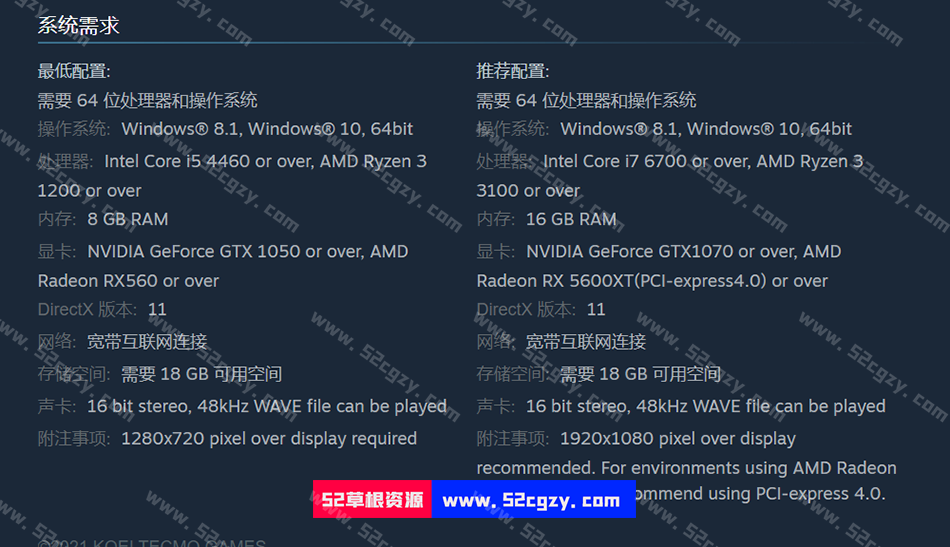 系统需求
最低配置:
需要 64 位处理器和操作系统
操作系统: Windows® 8.1, Windows® 10, 64bit
处理器: Intel Core i5 4460 or over, AMD Ryzen 3
1200 or over
内存: 8 GB RAM
显卡: NVIDIA GeForce GTX 1050 or over, AMD
Radeon RX560 or over
DirectX 版本: 11
网络: 宽带互联网连接
存储空间: 需要 18 GB 可用空间
声卡: 16 bit stereo, 48kHz WAVE file can be played
附注事项: 1280x720 pixel over display required
推荐配置:
需要 64 位处理器和操作系统
操作系统: Windows® 8.1, Windows® 10, 64bit
处理器: Intel Core i7 6700 or over, AMD Ryzen 3
3100 or over
内存: 16 GB RAM
显卡: NVIDIA GeForce GTX1070 or over, AMD
Radeon RX 5600XT(PCI-express4.0) or over
DirectX 版本: 11
网络: 宽带互联网连接
存储空间: 需要 18 GB 可用空间
声卡: 16 bit stereo, 48kHz WAVE file can be played
附注事项: 1920x1080 pixel over display
recommended. For environments using AMD Radeon
using PCI-express 4.0.
52草根资源 www.52cgzy.com
©2021 KOEI TECMO GAMES
www.52cgzy.com